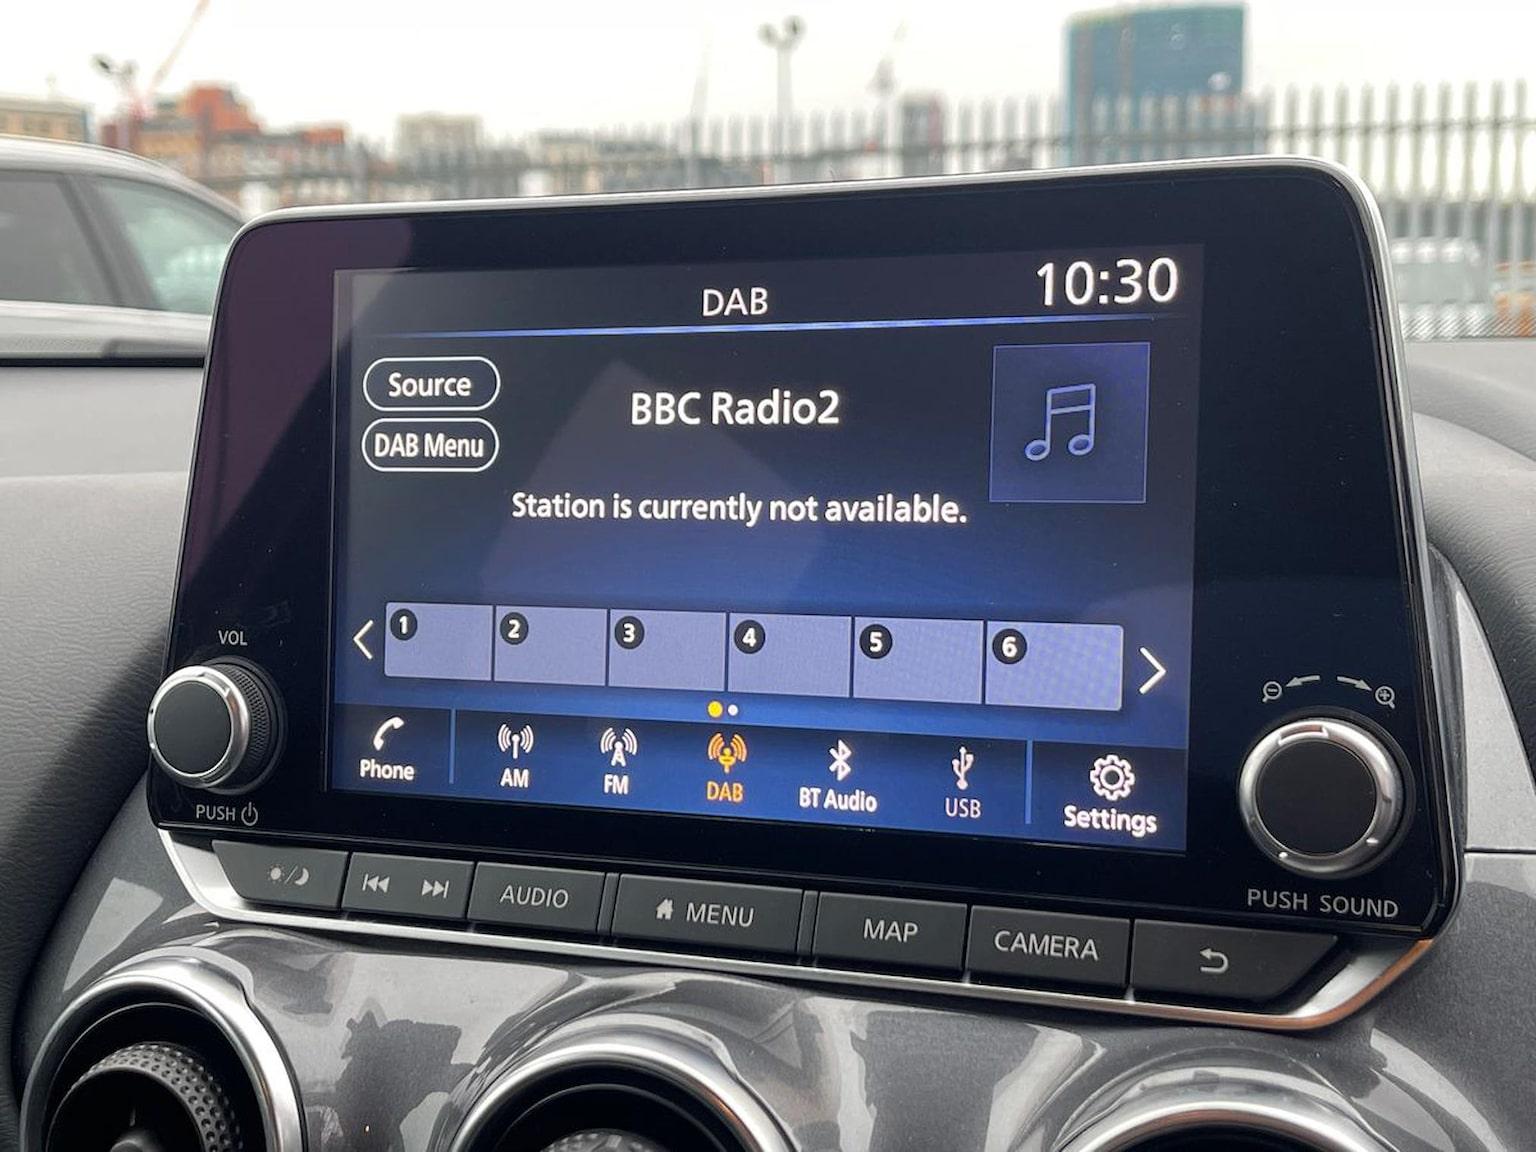 DAB
10:30
Source
BBC Radio2
DAB Menu
Station is currently not available.
1 2 3 4 5 6
VOL
Phone
AM
FM
DAB
BT Audio
USB
Settings
PUSH
PUSH SOUND
AUDIO
MENU
MAP
CAMERA